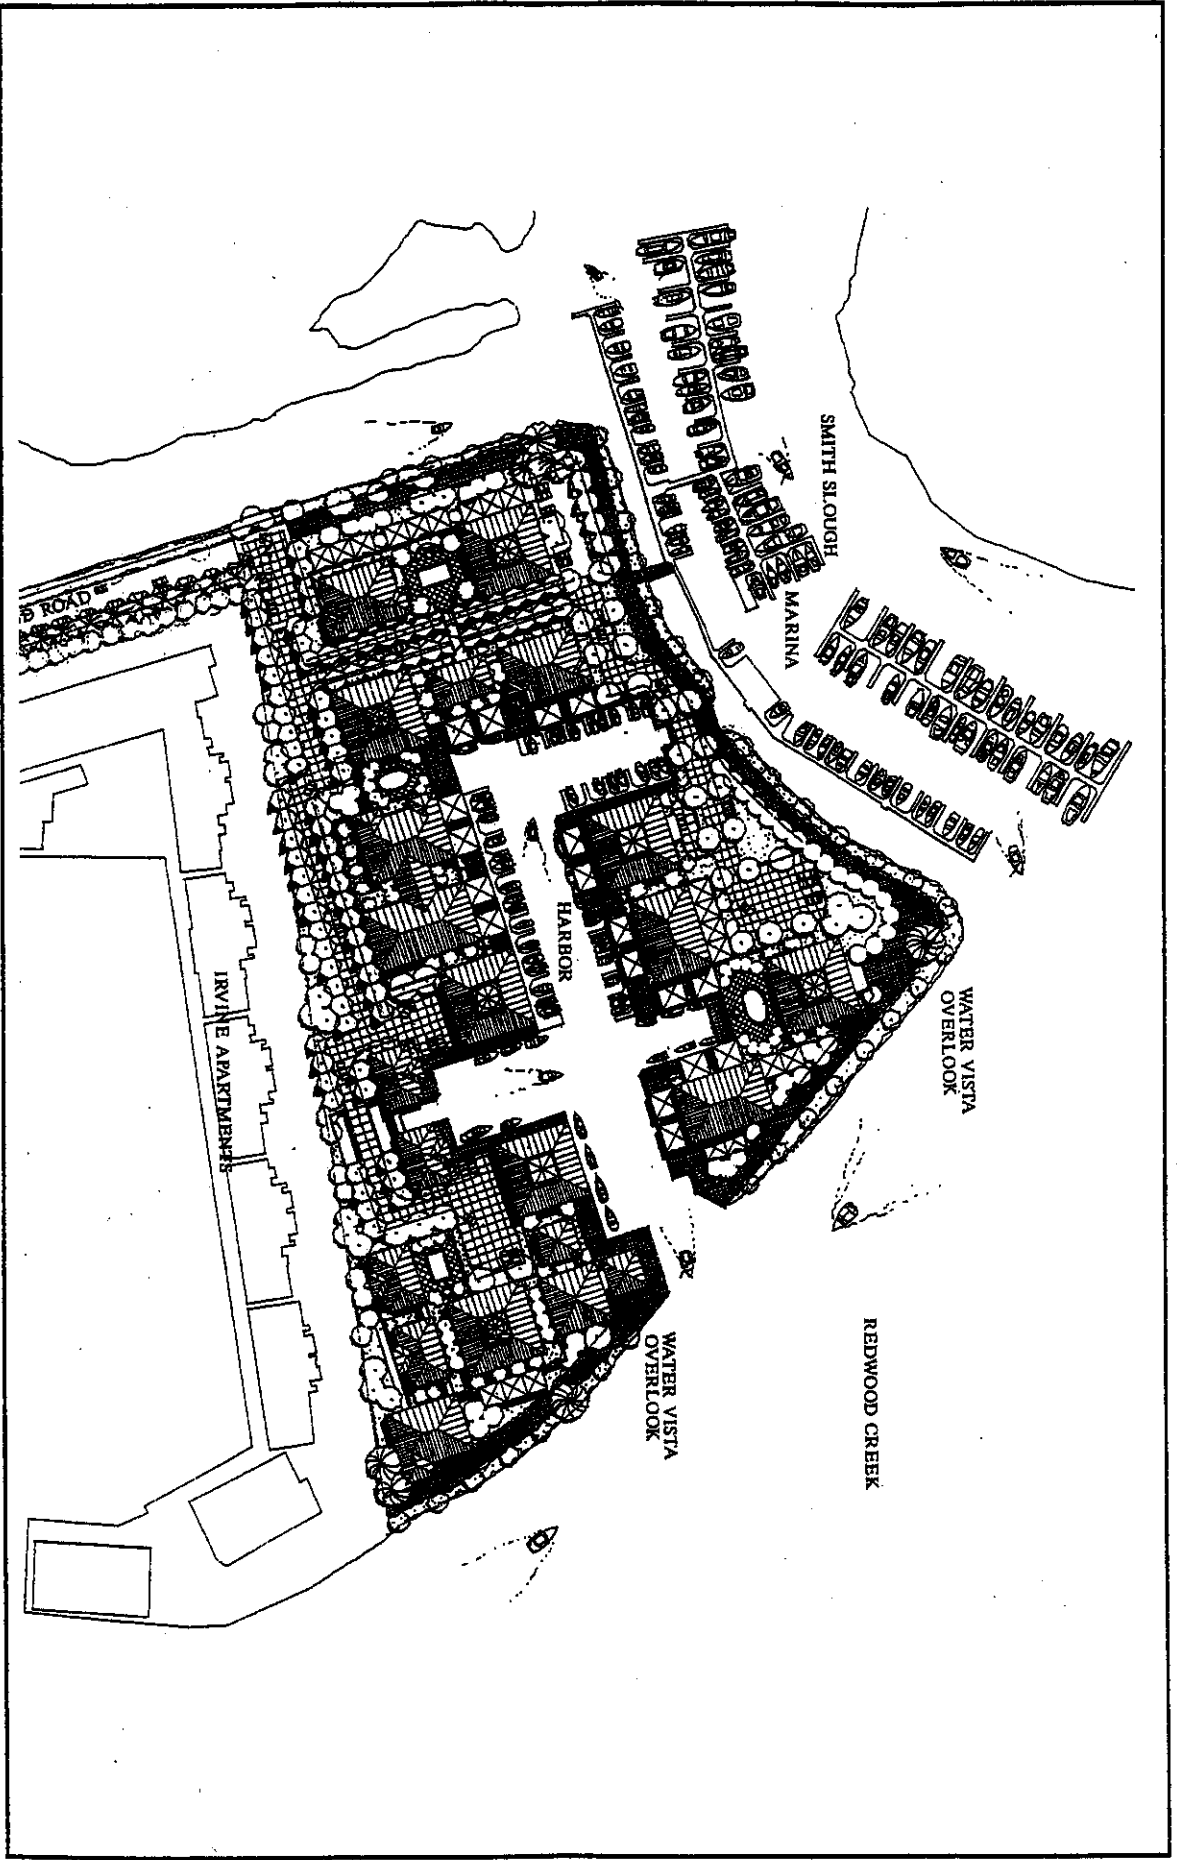 SMITH SLOUGH
MARINA
WATER VISTA
OVERLOOK
HARBOR
REDWOOD CREEK
WATER VISTA
OVERLOOK
IRVINE APARTMENTS
D ROAD